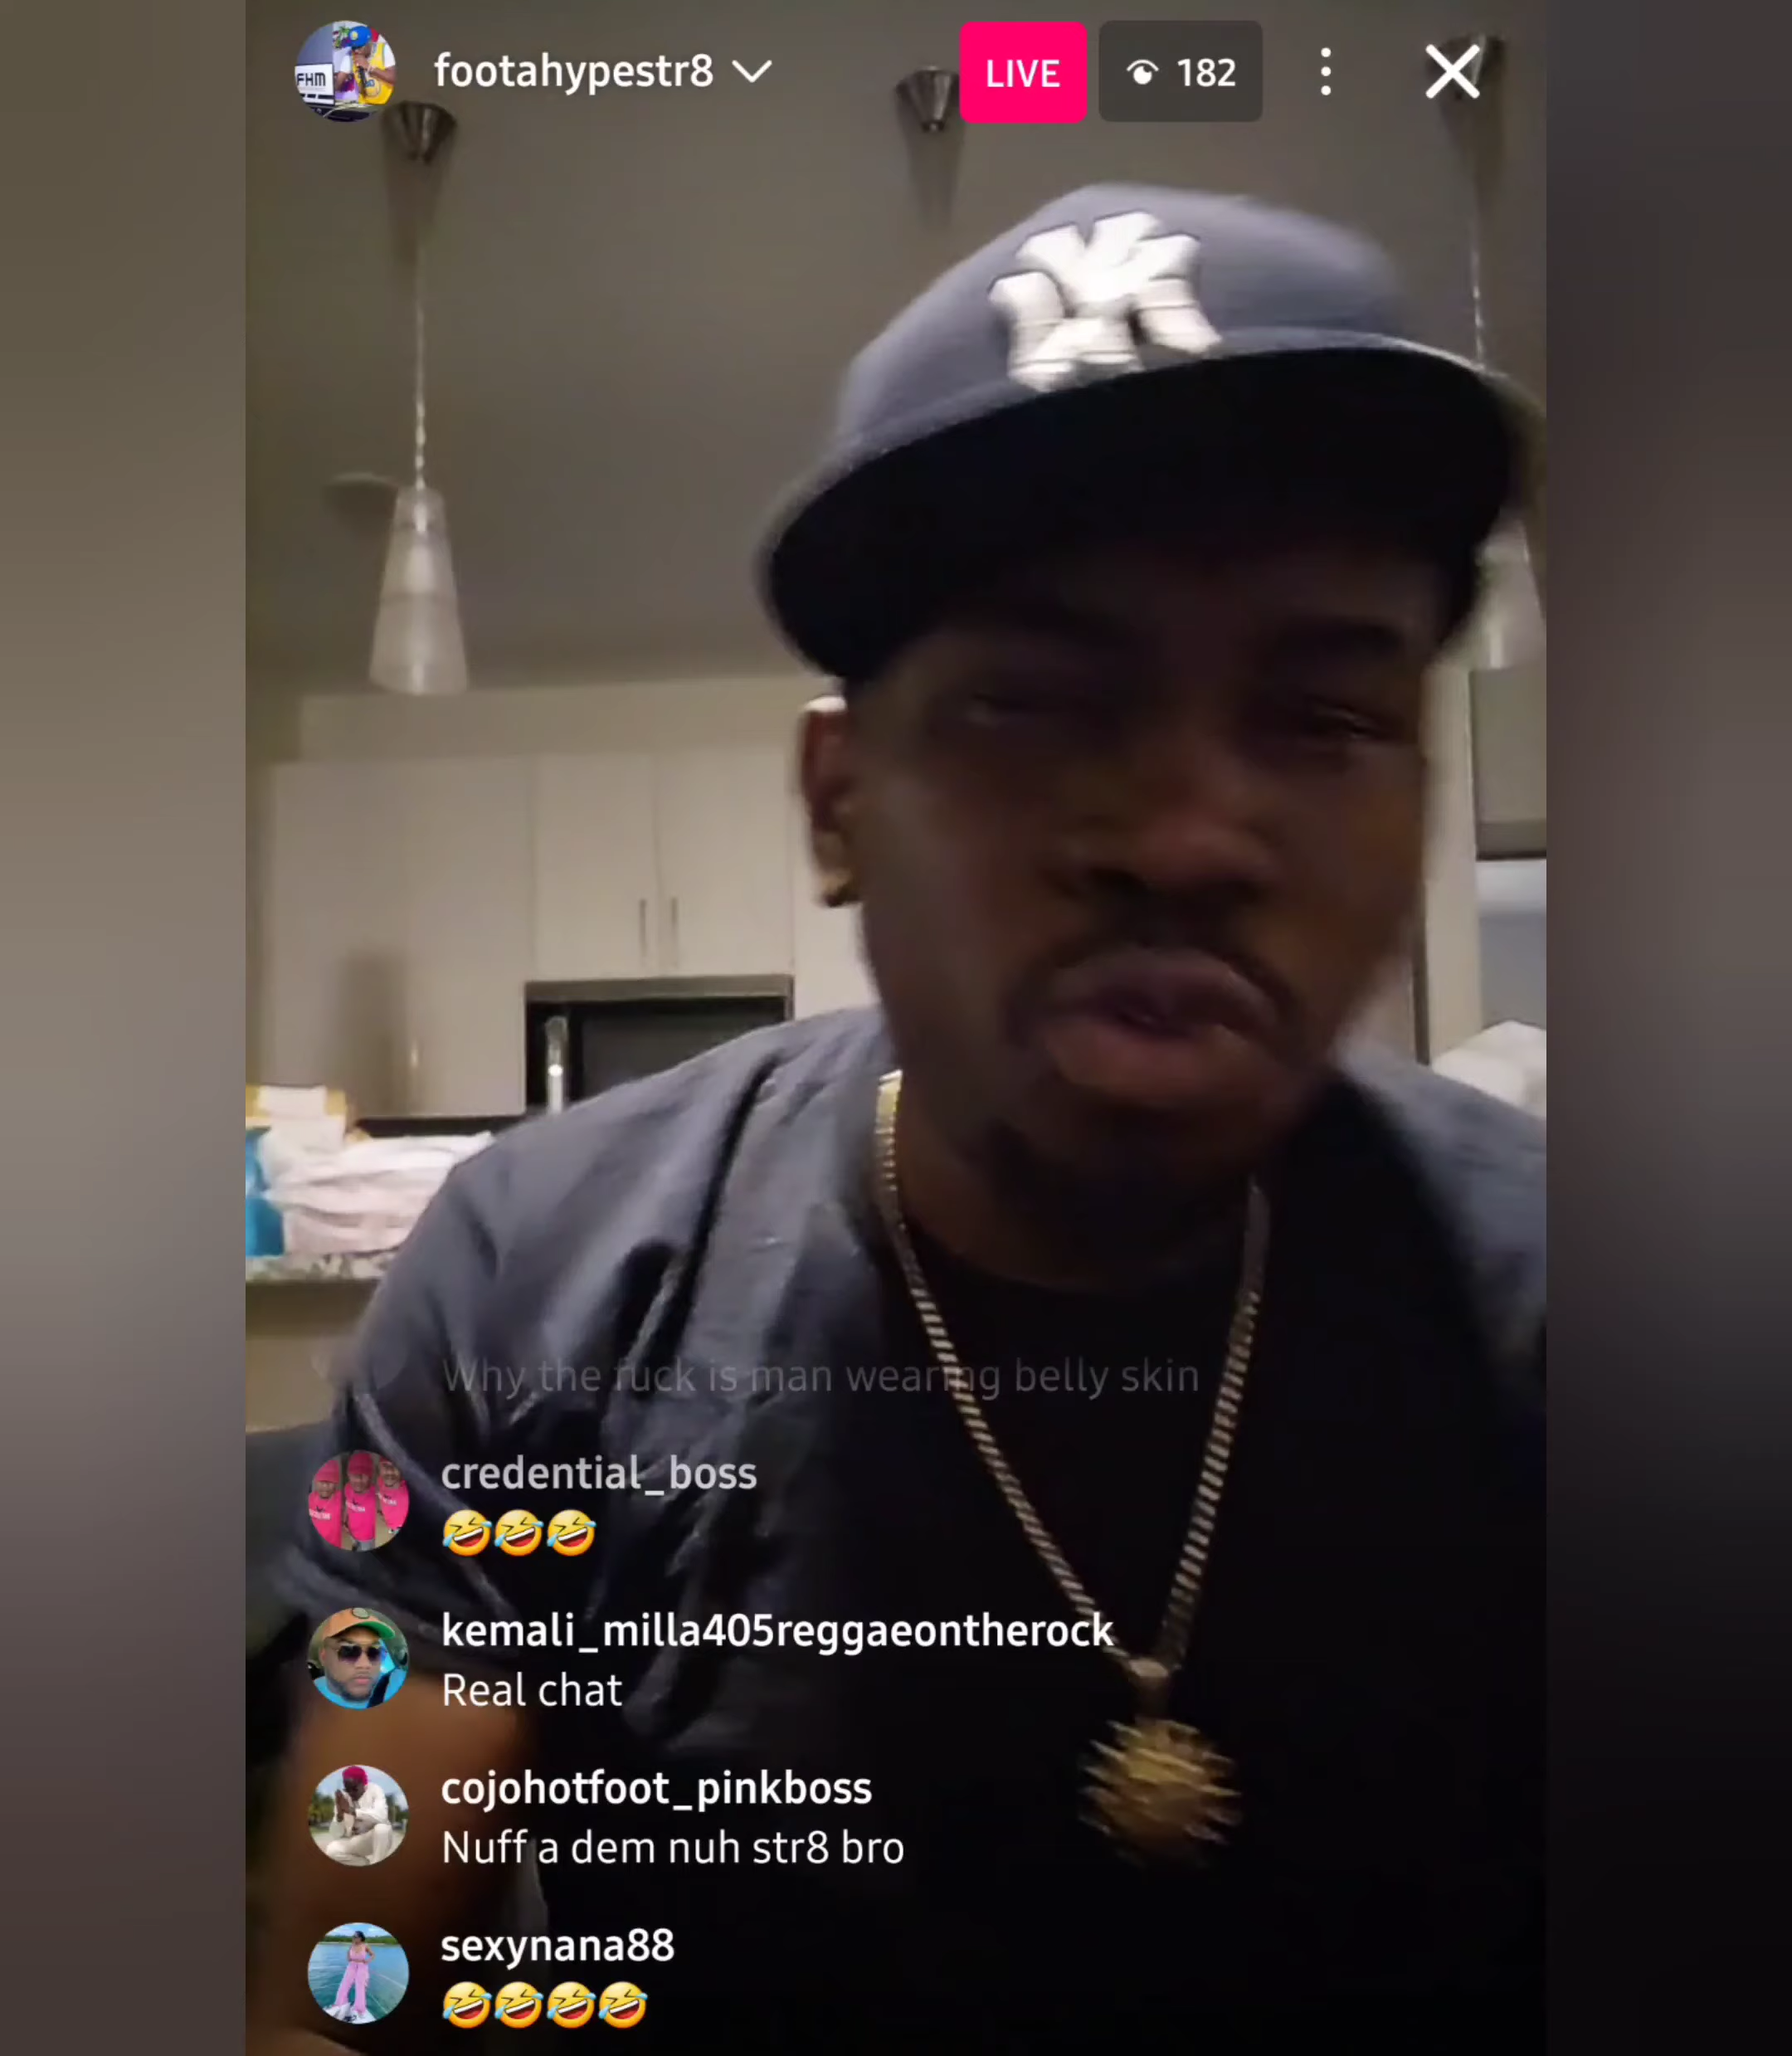 FHM
footahypestr8
LIVE
182
NY
Why the fuck is man wearing belly skin
credential_boss
🤣🤣🤣
kemali_milla405reggaeontherock
Real chat
cojohotfoot_pinkboss
Nuff a dem nuh str8 bro
sexynana88
🤣🤣🤣🤣